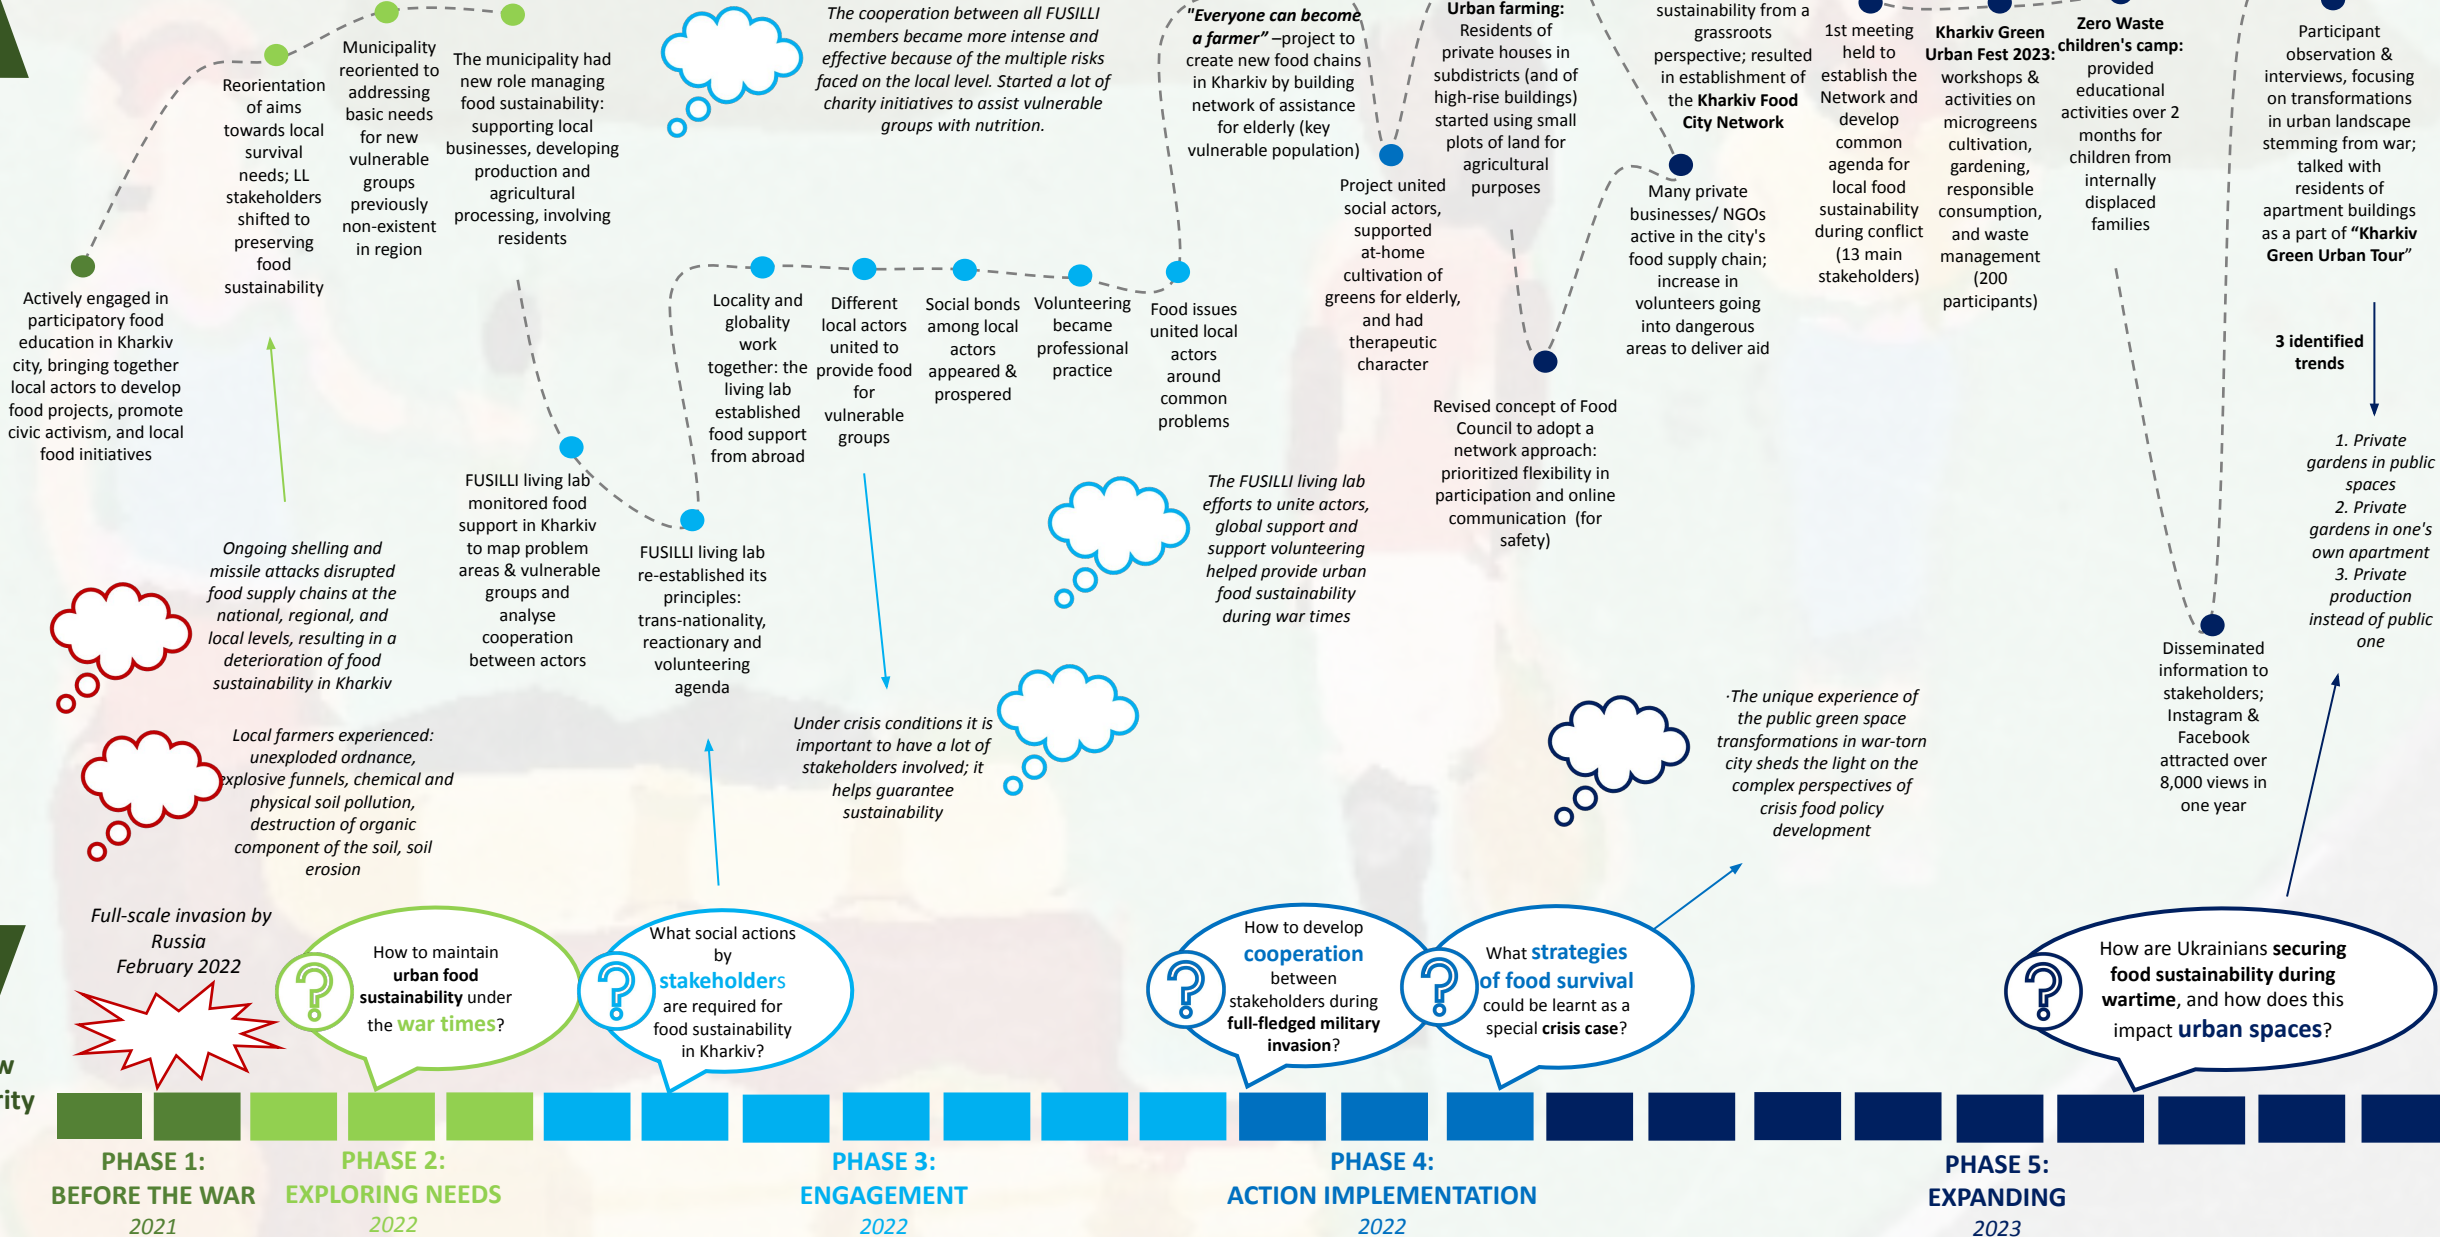 Actively engaged in
participatory food
education in Kharkiv
city, bringing together
local actors to develop
food projects, promote
civic activism, and local
food initiatives
Reorientation
of aims
towards local
survival
needs; LL
stakeholders
shifted to
preserving
food
sustainability
Municipality
reoriented to
addressing
basic needs
for new
vulnerable
groups
previously
non-existent
in region
The municipality had
new role managing
food sustainability:
supporting local
businesses, developing
production and
agricultural
processing, involving
residents
The cooperation between all FUSILLI
members became more intense and
effective because of the multiple risks
faced on the local level. Started a lot of
charity initiatives to assist vulnerable
groups with nutrition.
FUSILLI living lab
monitored food
support in Kharkiv
to map problem
areas & vulnerable
groups and
analyse
cooperation
between actors
FUSILLI living lab
re-established its
principles:
trans-nationality,
reactionary and
volunteering
agenda
Locality and
globality
work
together: the
living lab
established
food support
from abroad
Different
local actors
united to
provide food
for
vulnerable
groups
Social bonds
among local
actors
appeared &
prospered
Volunteering
became
professional
practice
Food issues
united local
actors
around
common
problems
"Everyone can become
a farmer" –project to
create new food chains
in Kharkiv by building
network of assistance
for elderly (key
vulnerable population)
Project united
social actors,
supported
at-home
cultivation of
greens for elderly,
and had
therapeutic
character
Urban farming:
Residents of
private houses in
subdistricts (and of
high-rise buildings)
started using small
plots of land for
agricultural
purposes
Revised concept of Food
Council to adopt a
network approach:
prioritized flexibility in
participation and online
communication (for
safety)
sustainability from a
grassroots
perspective; resulted
in establishment of
the Kharkiv Food
City Network
Many private
businesses/ NGOs
active in the city's
food supply chain;
increase in
volunteers going
into dangerous
areas to deliver aid
1st meeting
held to
establish the
Network and
develop
common
agenda for
local food
sustainability
during conflict
(13 main
stakeholders)
Kharkiv Green
Urban Fest 2023:
workshops &
activities on
microgreens
cultivation,
gardening,
responsible
consumption,
and waste
management
(200
participants)
Zero Waste
children's camp:
provided
educational
activities over 2
months for
children from
internally
displaced
families
Disseminated
information to
stakeholders;
Instagram &
Facebook
attracted over
8,000 views in
one year
Participant
observation &
interviews, focusing
on transformations
in urban landscape
stemming from war;
talked with
residents of
apartment buildings
as a part of "Kharkiv
Green Urban Tour"
3 identified
trends
1. Private
gardens in public
spaces
2. Private
gardens in one's
own apartment
3. Private
production
instead of public
one
Ongoing shelling and
missile attacks disrupted
food supply chains at the
national, regional, and
local levels, resulting in a
deterioration of food
sustainability in Kharkiv
Local farmers experienced:
unexploded ordnance,
explosive funnels, chemical and
physical soil pollution,
destruction of organic
component of the soil, soil
erosion
Under crisis conditions it is
important to have a lot of
stakeholders involved; it
helps guarantee
sustainability
The FUSILLI living lab
efforts to unite actors,
global support and
support volunteering
helped provide urban
food sustainability
during war times
·The unique experience of
the public green space
transformations in war-torn
city sheds the light on the
complex perspectives of
crisis food policy
development
Full-scale invasion by
Russia
February 2022
How to maintain
urban food
sustainability under
the war times?
What social actions
by
stakeholders
are required for
food sustainability
in Kharkiv?
How to develop
cooperation
between
stakeholders during
full-fledged military
invasion?
What strategies
of food survival
could be learnt as a
special crisis case?
How are Ukrainians securing
food sustainability during
wartime, and how does this
impact urban spaces?
PHASE 1:
BEFORE THE WAR
2021
PHASE 2:
EXPLORING NEEDS
2022
PHASE 3:
ENGAGEMENT
2022
PHASE 4:
ACTION IMPLEMENTATION
2022
PHASE 5:
EXPANDING
2023